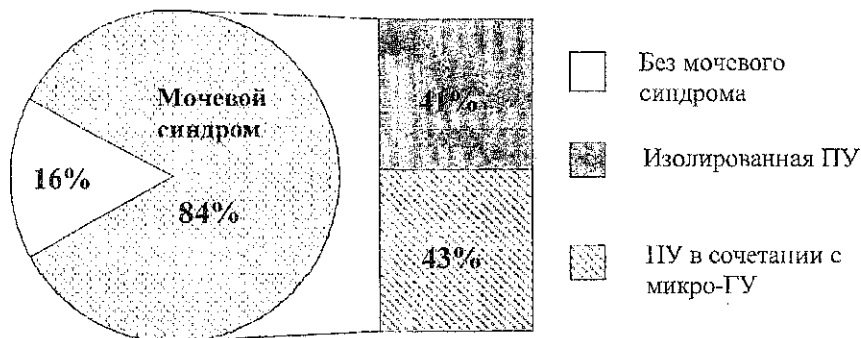 Мочевой
синдром
16%
84%
41%
43%
Без мочевого
синдрома
Изолированная ПУ
ПУ в сочетании с
микро-ГУ